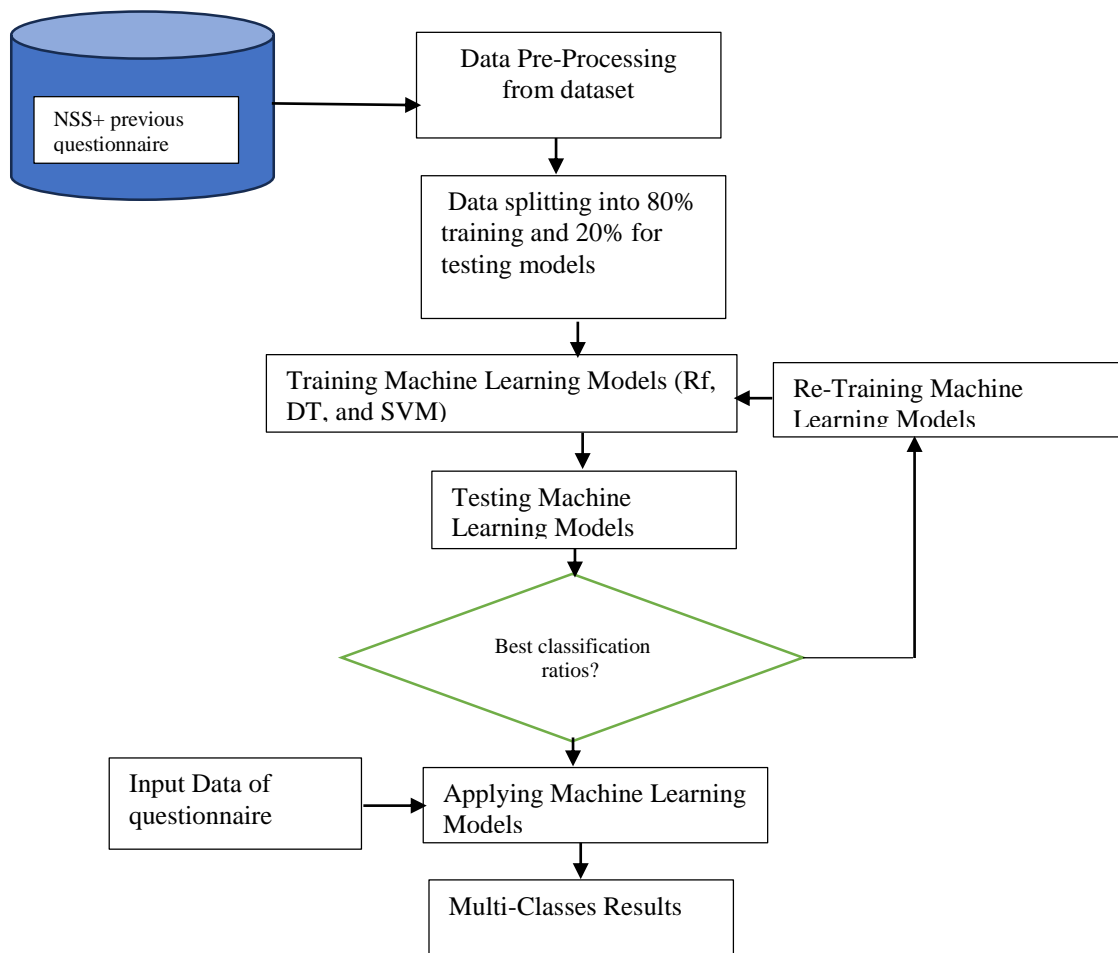 Data Pre-Processing
from dataset
NSS+ previous
questionnaire
Data splitting into 80%
training and 20% for
testing models
Training Machine Learning Models (Rf,
DT, and SVM)
Re-Training Machine
Learning Models
Testing Machine
Learning Models
Best classification
ratios?
Input Data of
questionnaire
Applying Machine Learning
Models
Multi-Classes Results